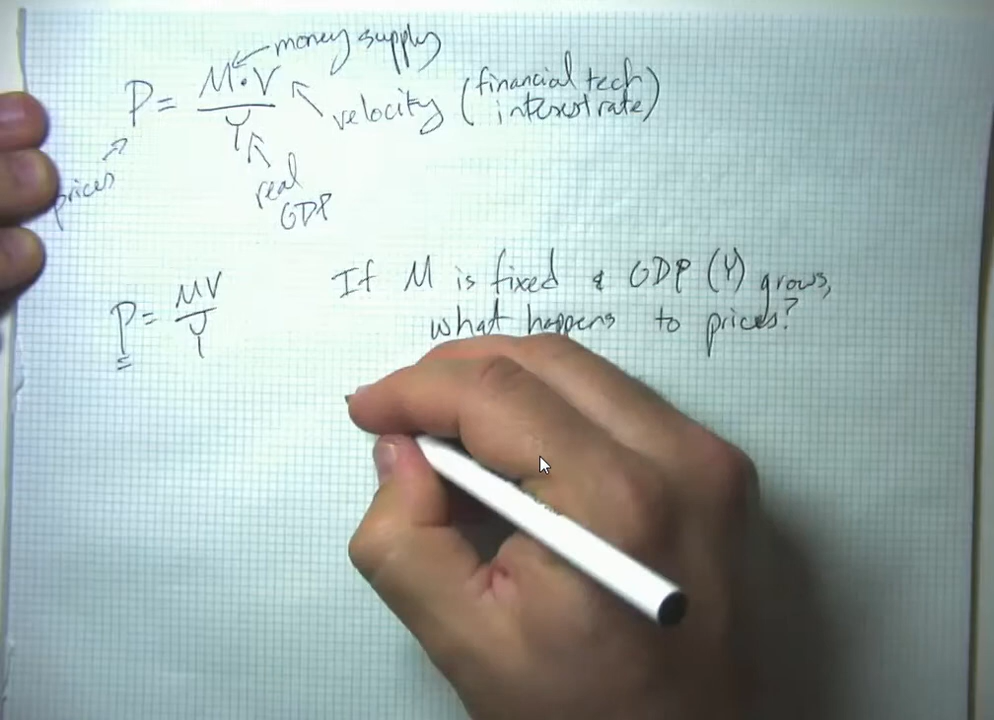 money supply
P = M·V / Y
velocity (financial tech
interest rate)
prices
real
GDP
P = MV / Y
If M is fixed & GDP (Y) grows,
what happens to prices?